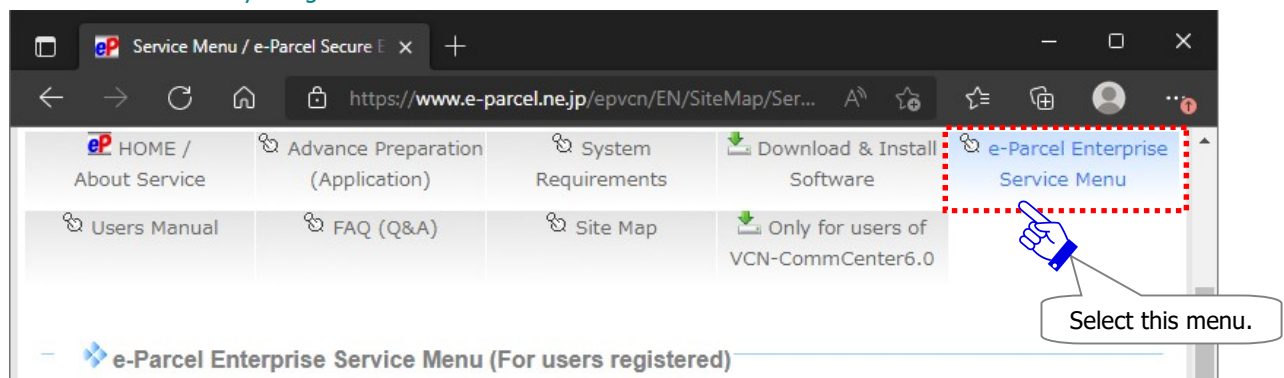 eP Service Menu / e-Parcel Secure E
https://www.e-parcel.ne.jp/epvcn/EN/SiteMap/Ser...
eP HOME /
About Service
Advance Preparation
(Application)
System
Requirements
Download & Install
Software
e-Parcel Enterprise
Service Menu
Users Manual
FAQ (Q&A)
Site Map
Only for users of
VCN-CommCenter6.0
Select this menu.
e-Parcel Enterprise Service Menu (For users registered)